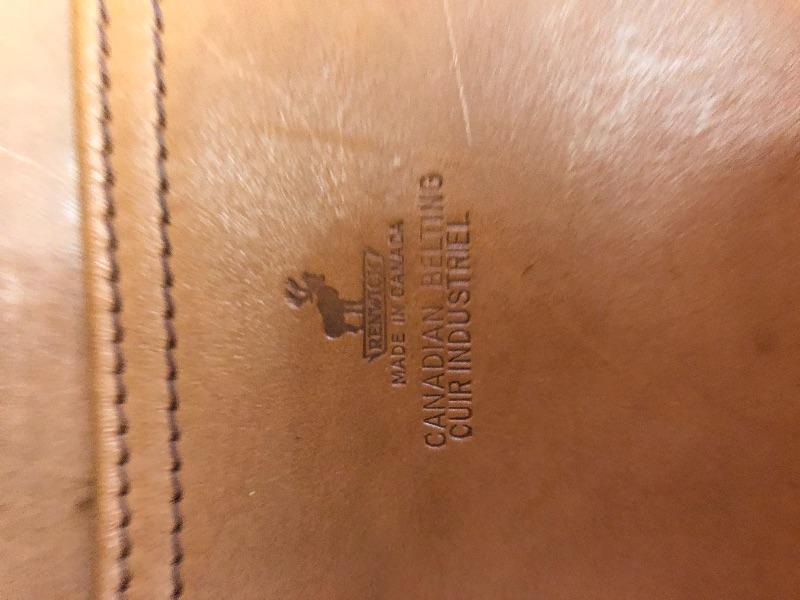 RENWICK
MADE IN CANADA
CANADIAN BELTING
CUIR INDUSTRIEL